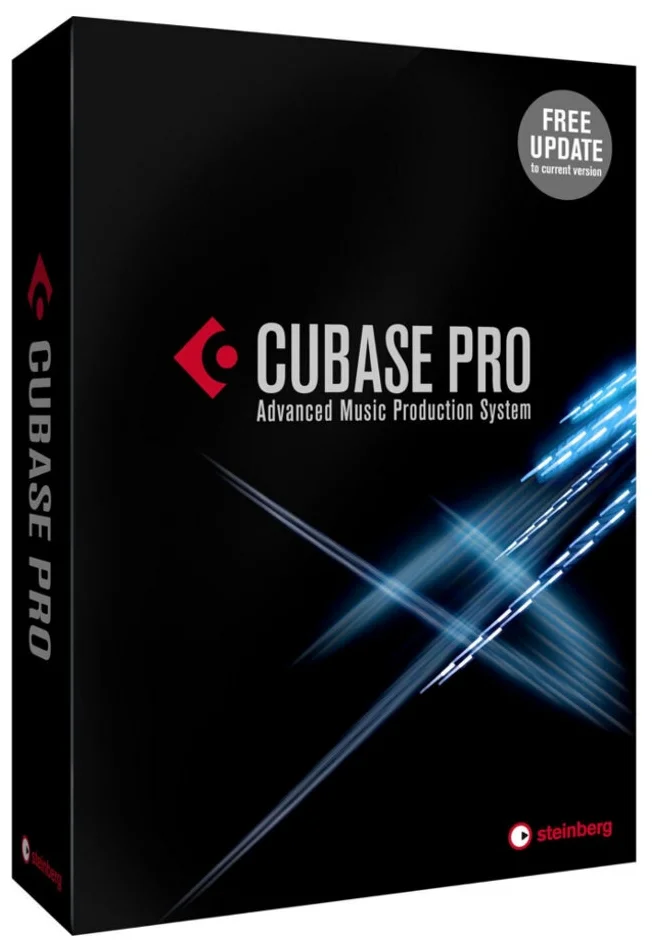 FREE
UPDATE
to current version
CUBASE PRO
Advanced Music Production System
CUBASE PRO
steinberg
steinberg